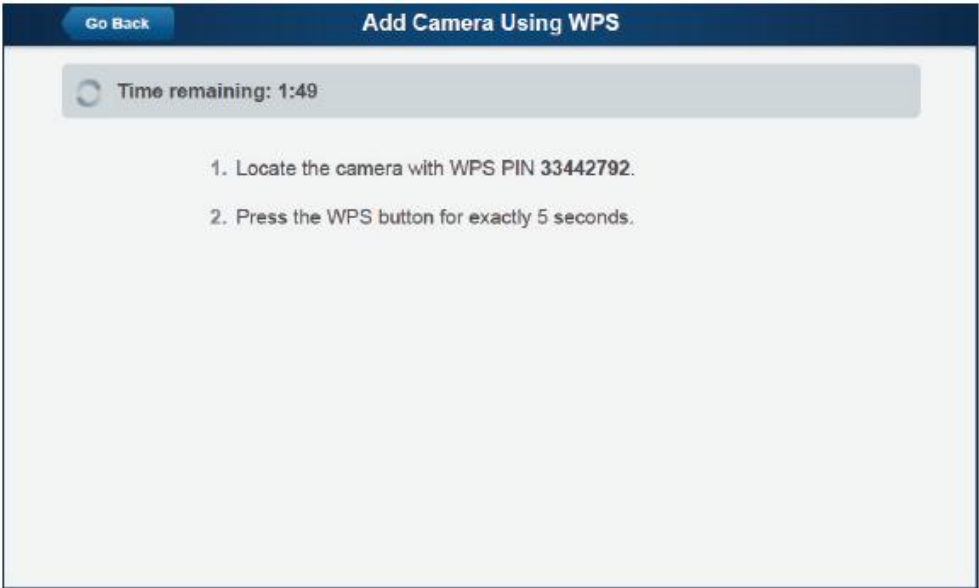 Go Back
Add Camera Using WPS
Time remaining: 1:49
1. Locate the camera with WPS PIN 33442792.
2. Press the WPS button for exactly 5 seconds.